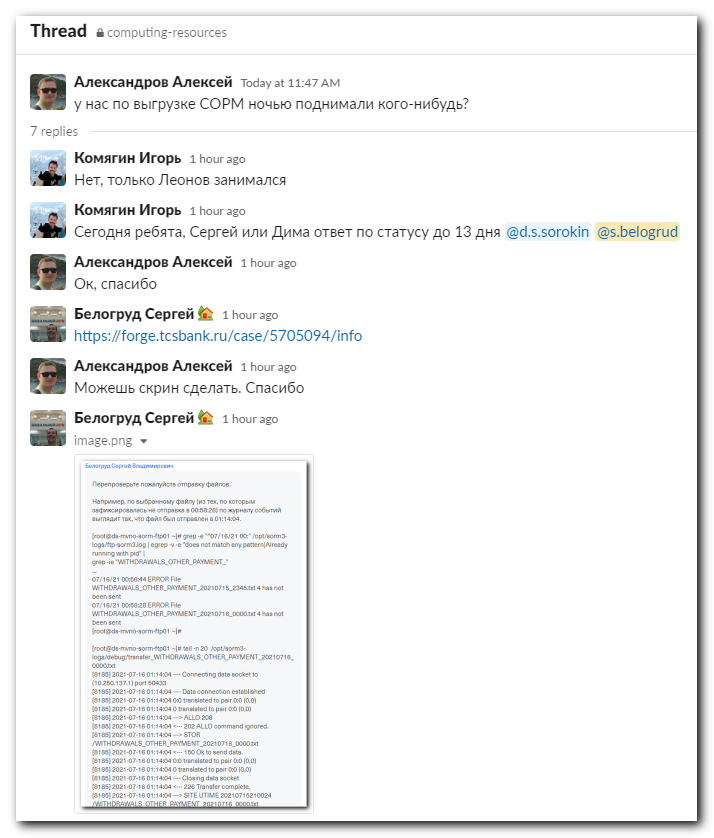 Thread computing-resources
Александров Алексей Today at 11:47 AM
у нас по выгрузке СОРМ ночью поднимали кого-нибудь?
7 replies
Комягин Игорь 1 hour ago
Нет, только Леонов занимался
Комягин Игорь 1 hour ago
Сегодня ребята, Сергей или Дима ответ по статусу до 13 дня @d.s.sorokin @s.belogrud
Александров Алексей 1 hour ago
Ок, спасибо
Белогруд Сергей 1 hour ago
https://forge.tcsbank.ru/case/5705094/info
Александров Алексей 1 hour ago
Можешь скрин сделать. Спасибо
Белогруд Сергей 1 hour ago
image.png
Белогруд Сергей Владимирович
Перепроверьте пожалуйста отправку файлов.
Например, по выбранному файлу (из тех, по которым
зафиксировалась не отправка в 00:58:28) по журналу событий
выглядит так, что файл был отправлен в 01:14:04.
[root@ds-mvno-sorm-ftp01 ~]# grep -e "^07/16/21 00:" /opt/sorm3-
logs/ftp-sorm3.log | egrep -v -e "does not match any pattern|Already
running with pid" |
grep -ie "WITHDRAWALS_OTHER_PAYMENT_"
...
07/16/21 00:56:44 ERROR File
WITHDRAWALS_OTHER_PAYMENT_20210715_2345.txt 4 has not
been sent
07/16/21 00:58:28 ERROR File
WITHDRAWALS_OTHER_PAYMENT_20210716_0000.txt 4 has not
been sent
[root@ds-mvno-sorm-ftp01 ~]#
[root@ds-mvno-sorm-ftp01 ~]# tail -n 20 /opt/sorm3-
logs/debug/transfer_WITHDRAWALS_OTHER_PAYMENT_20210716_
0000.txt
[8185] 2021-07-16 01:14:04 ---- Connecting data socket to
(10.250.137.1) port 50433
[8185] 2021-07-16 01:14:04 ---- Data connection established
[8185] 2021-07-16 01:14:04 0:0 translated to pair 0:0 (0,0)
[8185] 2021-07-16 01:14:04 0 translated to pair 0:0 (0,0)
[8185] 2021-07-16 01:14:04 ---> ALLO 208
[8185] 2021-07-16 01:14:04 <--- 202 ALLO command ignored.
[8185] 2021-07-16 01:14:04 ---> STOR
/WITHDRAWALS_OTHER_PAYMENT_20210716_0000.txt
[8185] 2021-07-16 01:14:04 <--- 150 Ok to send data.
[8185] 2021-07-16 01:14:04 0:0 translated to pair 0:0 (0,0)
[8185] 2021-07-16 01:14:04 0 translated to pair 0:0 (0,0)
[8185] 2021-07-16 01:14:04 ---- Closing data socket
[8185] 2021-07-16 01:14:04 <--- 226 Transfer complete.
[8185] 2021-07-16 01:14:04 ---> SITE UTIME 20210715210024
/WITHDRAWALS_OTHER_PAYMENT_20210716_0000.txt